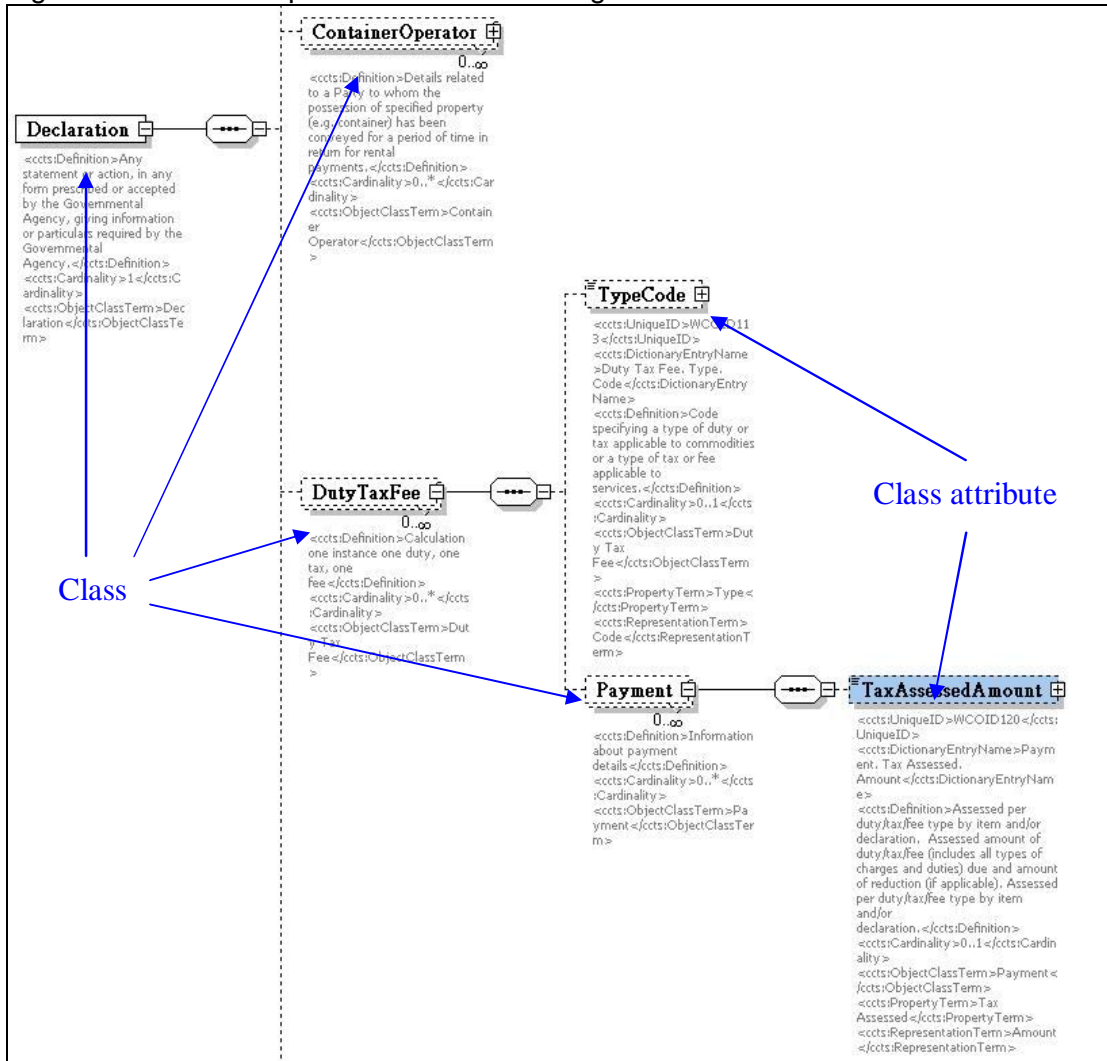 ContainerOperator
0..∞
<ccts:Definition>Details related
to a Party to whom the
possession of specified property
(e.g. container) has been
conveyed for a period of time in
return for rental
payments.</ccts:Definition>
<ccts:Cardinality>0..*</ccts:Car
dinality>
<ccts:ObjectClassTerm>Contain
er
Operator</ccts:ObjectClassTerm
>
Declaration
<ccts:Definition>Any
statement or action, in any
form prescribed or accepted
by the Governmental
Agency, giving information
or particulars required by the
Governmental
Agency.</ccts:Definition>
<ccts:Cardinality>1</ccts:C
ardinality>
<ccts:ObjectClassTerm>Dec
laration</ccts:ObjectClassTe
rm>
TypeCode
<ccts:UniqueID>WCOID11
3</ccts:UniqueID>
<ccts:DictionaryEntryName
>Duty Tax Fee. Type.
Code</ccts:DictionaryEntry
Name>
<ccts:Definition>Code
specifying a type of duty or
tax applicable to commodities
or a type of tax or fee
applicable to
services.</ccts:Definition>
<ccts:Cardinality>0..1</ccts
:Cardinality>
<ccts:ObjectClassTerm>Dut
y Tax
Fee</ccts:ObjectClassTerm
>
<ccts:PropertyTerm>Type<
/ccts:PropertyTerm>
<ccts:RepresentationTerm>
Code</ccts:RepresentationT
erm>
Class attribute
DutyTaxFee
0..∞
<ccts:Definition>Calculation
one instance one duty, one
tax, one
fee</ccts:Definition>
<ccts:Cardinality>0..*</ccts
:Cardinality>
<ccts:ObjectClassTerm>Dut
y Tax
Fee</ccts:ObjectClassTerm
>
Class
Payment
0..∞
<ccts:Definition>Information
about payment
details</ccts:Definition>
<ccts:Cardinality>0..*</ccts
:Cardinality>
<ccts:ObjectClassTerm>Pa
yment</ccts:ObjectClassTer
m>
TaxAssessedAmount
<ccts:UniqueID>WCOID120</ccts:
UniqueID>
<ccts:DictionaryEntryName>Paym
ent. Tax Assessed.
Amount</ccts:DictionaryEntryNam
e>
<ccts:Definition>Assessed per
duty/tax/fee type by item and/or
declaration. Assessed amount of
duty/tax/fee (includes all types of
charges and duties) due and amount
of reduction (if applicable). Assessed
per duty/tax/fee type by item
and/or
declaration.</ccts:Definition>
<ccts:Cardinality>0..1</ccts:Cardin
ality>
<ccts:ObjectClassTerm>Payment<
/ccts:ObjectClassTerm>
<ccts:PropertyTerm>Tax
Assessed</ccts:PropertyTerm>
<ccts:RepresentationTerm>Amount
</ccts:RepresentationTerm>